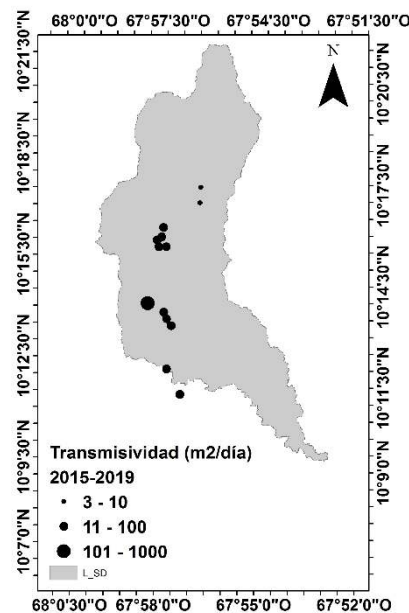 68°0'0"O 67°57'30"O 67°54'30"O 67°51'30"O
10°21'30"N
10°20'30"N
N
10°18'30"N
10°17'30"N
10°15'30"N
10°14'30"N
10°12'30"N
10°11'30"N
10°9'30"N
10°9'0"N
10°7'0"N
Transmisividad (m2/día)
2015-2019
3 - 10
11 - 100
101 - 1000
L_SD
68°0'30"O 67°58'0"O 67°55'0"O 67°52'0"O